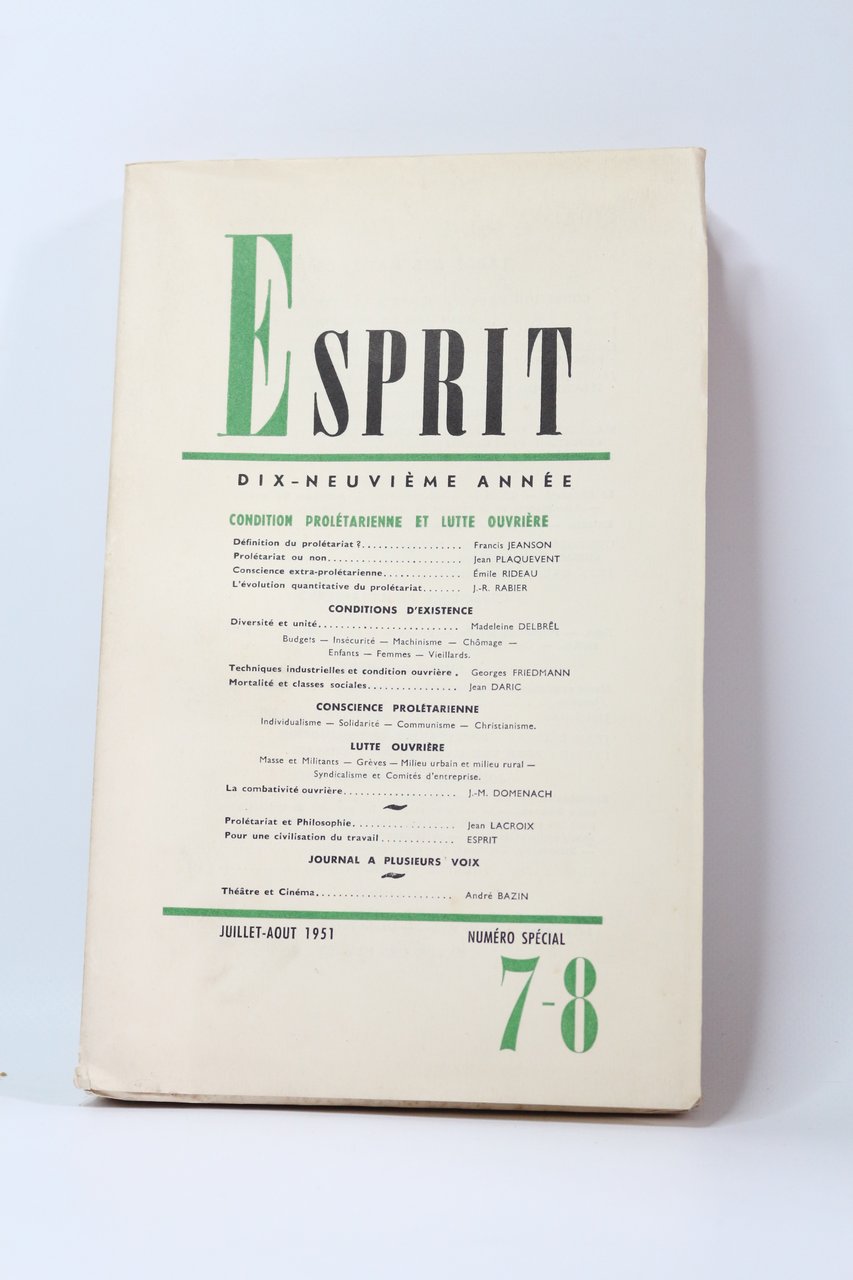 ESPRIT
DIX-NEUVIÈME ANNÉE
CONDITION PROLÉTARIENNE ET LUTTE OUVRIÈRE
Définition du prolétariat ?.................. Francis JEANSON
Prolétariat ou non........................ Jean PLAQUEVENT
Conscience extra-prolétarienne.............. Émile RIDEAU
L'évolution quantitative du prolétariat....... J.-R. RABIER
CONDITIONS D'EXISTENCE
Diversité et unité......................... Madeleine DELBRÊL
Budgets — Insécurité — Machinisme — Chômage —
Enfants — Femmes — Vieillards.
Techniques industrielles et condition ouvrière . Georges FRIEDMANN
Mortalité et classes sociales................ Jean DARIC
CONSCIENCE PROLÉTARIENNE
Individualisme — Solidarité — Communisme — Christianisme.
LUTTE OUVRIÈRE
Masse et Militants — Grèves — Milieu urbain et milieu rural —
Syndicalisme et Comités d'entreprise.
La combativité ouvrière.................... J.-M. DOMENACH
Prolétariat et Philosophie.................. Jean LACROIX
Pour une civilisation du travail............. ESPRIT
JOURNAL A PLUSIEURS VOIX
Théâtre et Cinéma........................ André BAZIN
JUILLET-AOUT 1951 NUMÉRO SPÉCIAL
7-8